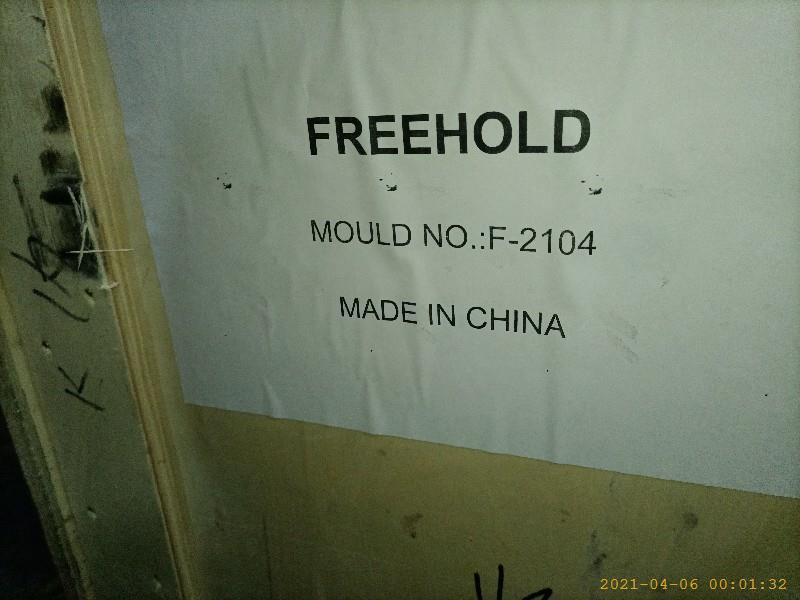 FREEHOLD
MOULD NO.:F-2104
MADE IN CHINA
K
2021-04-06 00:01:32